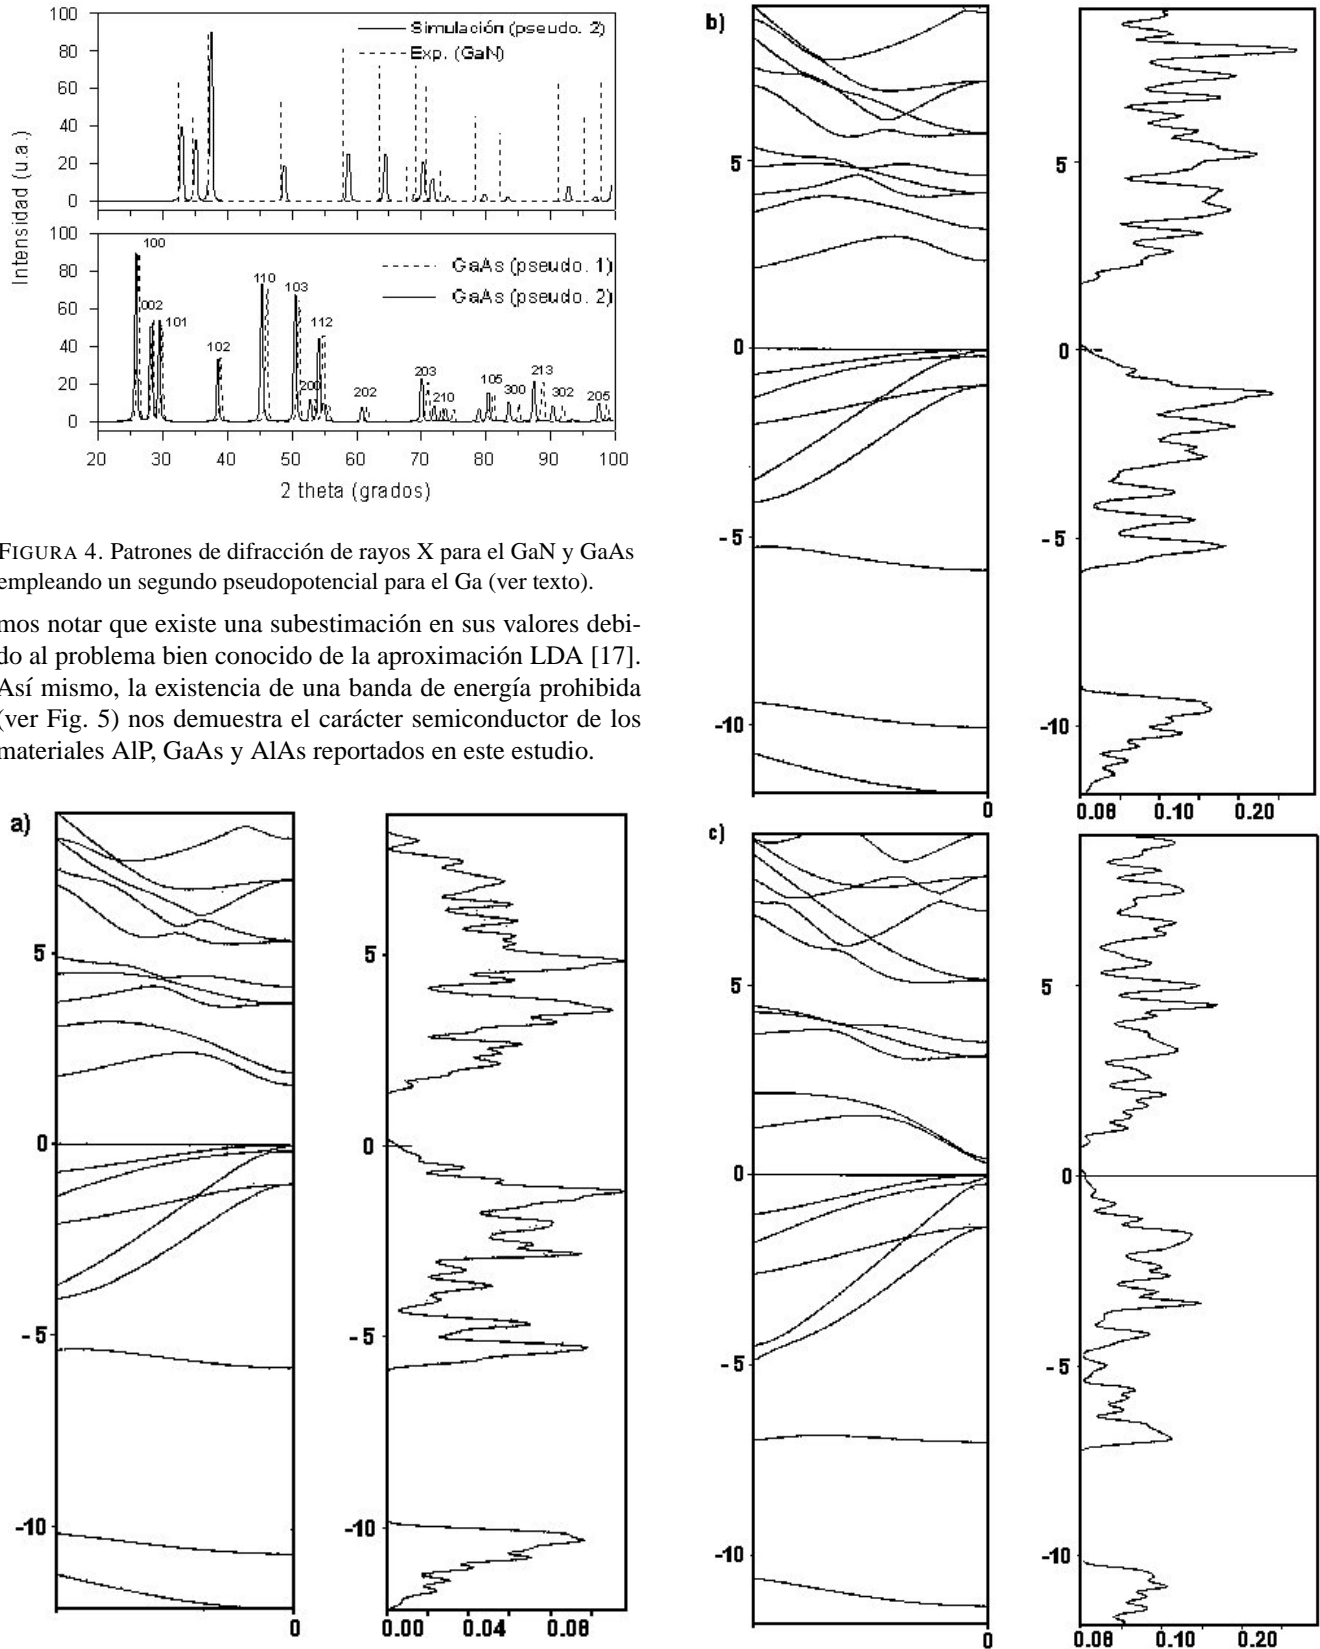 100
80
60
40
20
0
Simulación (pseudo. 2)
Exp. (GaN)
Intensidad (u.a.)
100
80
60
40
20
0
100
002
101
102
110
103
200
112
202
203
210
105
300
213
302
205
GaAs (pseudo. 1)
GaAs (pseudo. 2)
20 30 40 50 60 70 80 90 100
2 theta (grados)
FIGURA 4. Patrones de difracción de rayos X para el GaN y GaAs
empleando un segundo pseudopotencial para el Ga (ver texto).
mos notar que existe una subestimación en sus valores debi-
do al problema bien conocido de la aproximación LDA [17].
Así mismo, la existencia de una banda de energía prohibida
(ver Fig. 5) nos demuestra el carácter semiconductor de los
materiales AlP, GaAs y AlAs reportados en este estudio.
a)
5
0
-5
-10
0
5
0
-5
-10
0.00 0.04 0.08
b)
5
0
-5
-10
0
5
0
-5
-10
0.08 0.10 0.20
c)
5
0
-5
-10
0
5
0
-5
-10
0.08 0.10 0.20